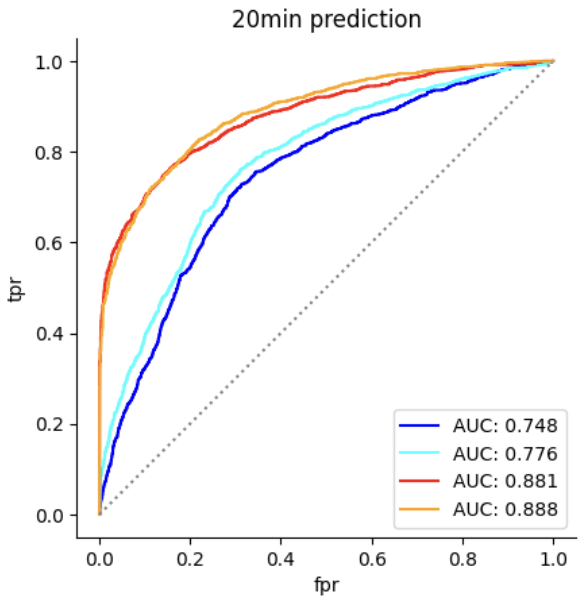 20min prediction
1.0
0.8
0.6
0.4
0.2
0.0
tpr
AUC: 0.748
AUC: 0.776
AUC: 0.881
AUC: 0.888
0.0 0.2 0.4 0.6 0.8 1.0
fpr